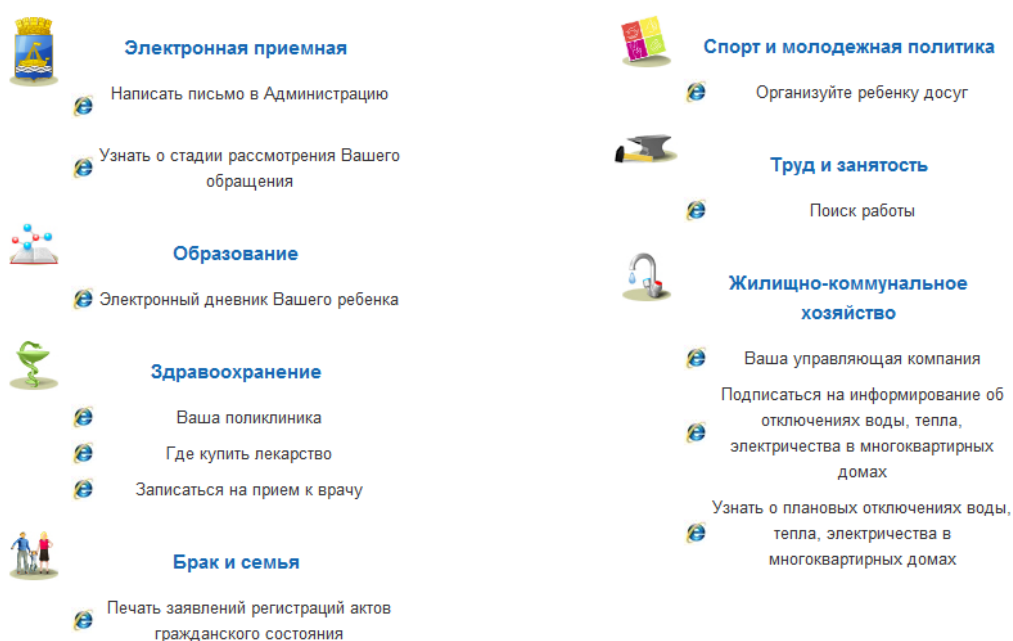 Электронная приемная
Написать письмо в Администрацию
Узнать о стадии рассмотрения Вашего
обращения
Образование
Электронный дневник Вашего ребенка
Здравоохранение
Ваша поликлиника
Где купить лекарство
Записаться на прием к врачу
Брак и семья
Печать заявлений регистраций актов
гражданского состояния
Спорт и молодежная политика
Организуйте ребенку досуг
Труд и занятость
Поиск работы
Жилищно-коммунальное
хозяйство
Ваша управляющая компания
Подписаться на информирование об
отключениях воды, тепла,
электричества в многоквартирных
домах
Узнать о плановых отключениях воды,
тепла, электричества в
многоквартирных домах